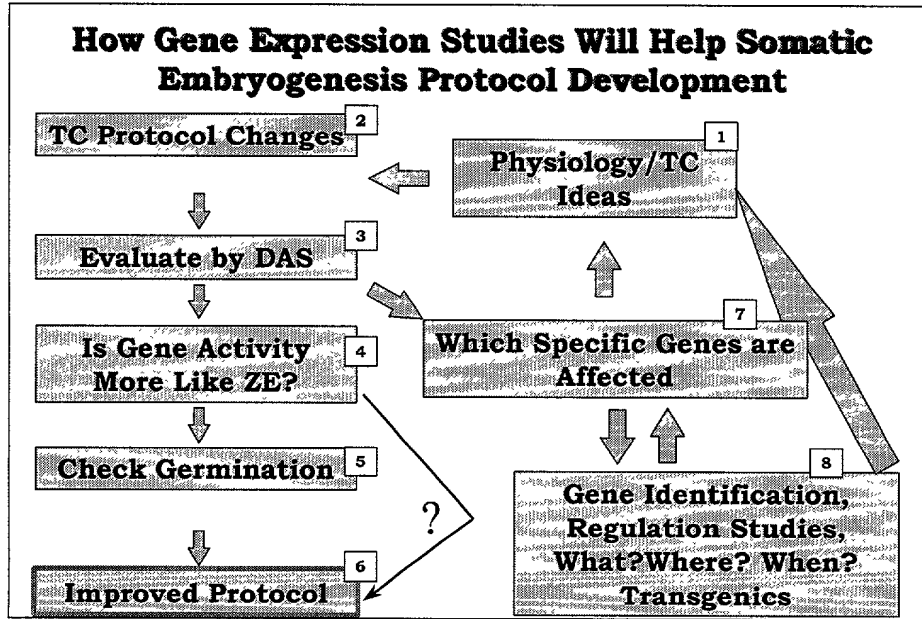 How Gene Expression Studies Will Help Somatic
Embryogenesis Protocol Development
2
TC Protocol Changes
1
Physiology/TC
Ideas
3
Evaluate by DAS
7
Which Specific Genes are
Affected
4
Is Gene Activity
More Like ZE?
5
Check Germination
8
Gene Identification,
Regulation Studies,
What?Where? When?
Transgenics
?
6
Improved Protocol